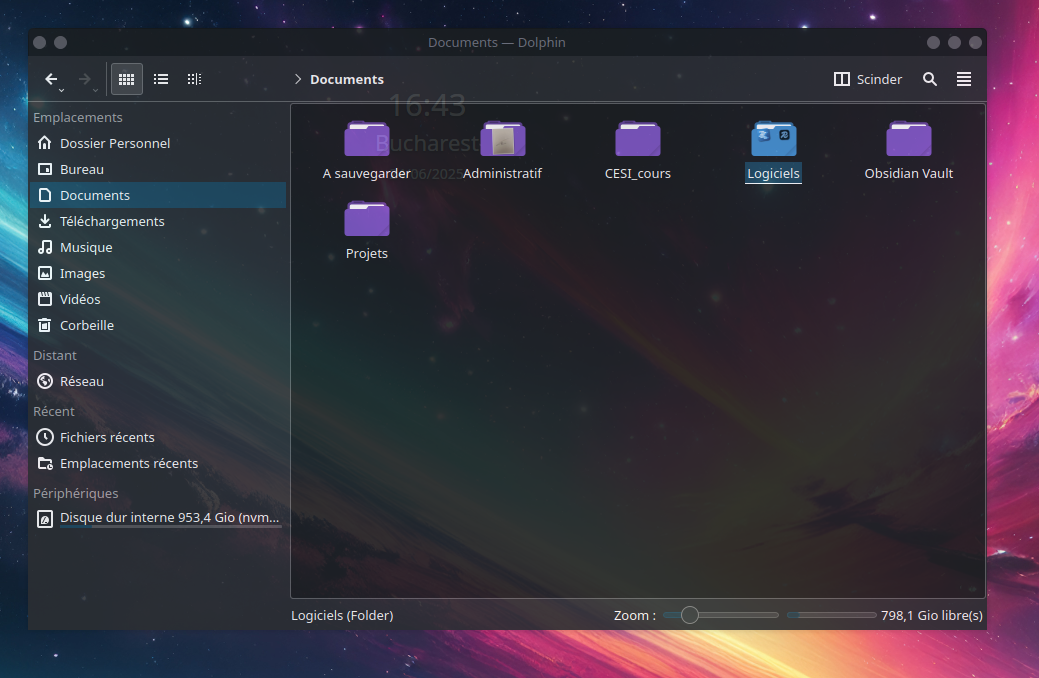 Documents — Dolphin
Documents
Scinder
Emplacements
Dossier Personnel
Bureau
Documents
Téléchargements
Musique
Images
Vidéos
Corbeille
Distant
Réseau
Récent
Fichiers récents
Emplacements récents
Périphériques
Disque dur interne 953,4 Gio (nvm...
16:43
Bucharest
06/2025
A sauvegarder
Administratif
CESI_cours
Logiciels
Obsidian Vault
Projets
Logiciels (Folder)
Zoom :
798,1 Gio libre(s)